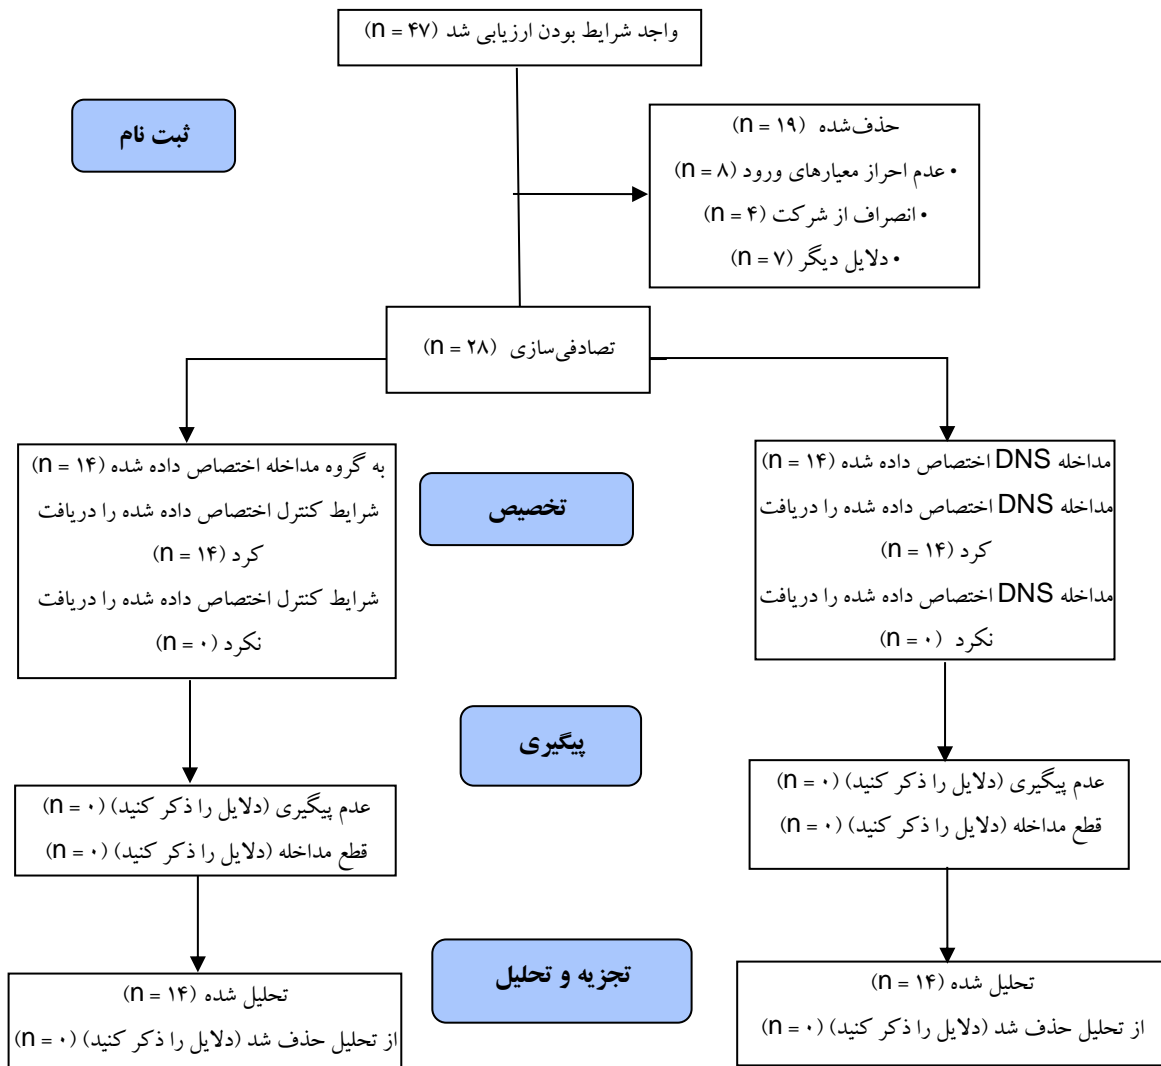 واجد شرایط بودن ارزیابی شد (n = ۴۷)
ثبت نام
حذف‌شده (n = ۱۹)
• عدم احراز معیارهای ورود (n = ۸)
• انصراف از شرکت (n = ۴)
• دلایل دیگر (n = ۷)
تصادفی‌سازی (n = ۲۸)
مداخله DNS اختصاص داده شده (n = ۱۴)
مداخله DNS اختصاص داده شده را دریافت
کرد (n = ۱۴)
مداخله DNS اختصاص داده شده را دریافت
نکرد (n = ۰)
تخصیص
به گروه مداخله اختصاص داده شده (n = ۱۴)
شرایط کنترل اختصاص داده شده را دریافت
کرد (n = ۱۴)
شرایط کنترل اختصاص داده شده را دریافت
نکرد (n = ۰)
پیگیری
عدم پیگیری (دلایل را ذکر کنید) (n = ۰)
قطع مداخله (دلایل را ذکر کنید) (n = ۰)
عدم پیگیری (دلایل را ذکر کنید) (n = ۰)
قطع مداخله (دلایل را ذکر کنید) (n = ۰)
تجزیه و تحلیل
تحلیل شده (n = ۱۴)
از تحلیل حذف شد (دلایل را ذکر کنید) (n = ۰)
تحلیل شده (n = ۱۴)
از تحلیل حذف شد (دلایل را ذکر کنید) (n = ۰)